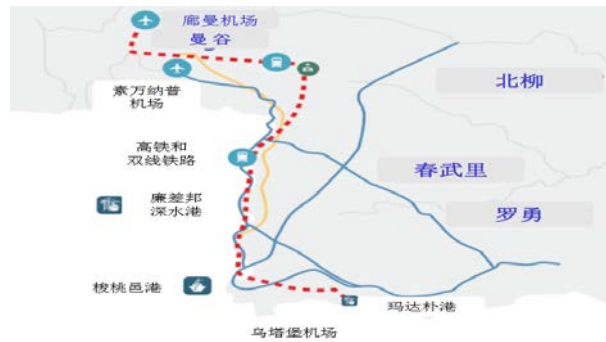 廊曼机场
曼谷
素万纳普
机场
北柳
高铁和
双线铁路
春武里
廉差邦
深水港
罗勇
梭桃邑港
玛达朴港
乌塔堡机场